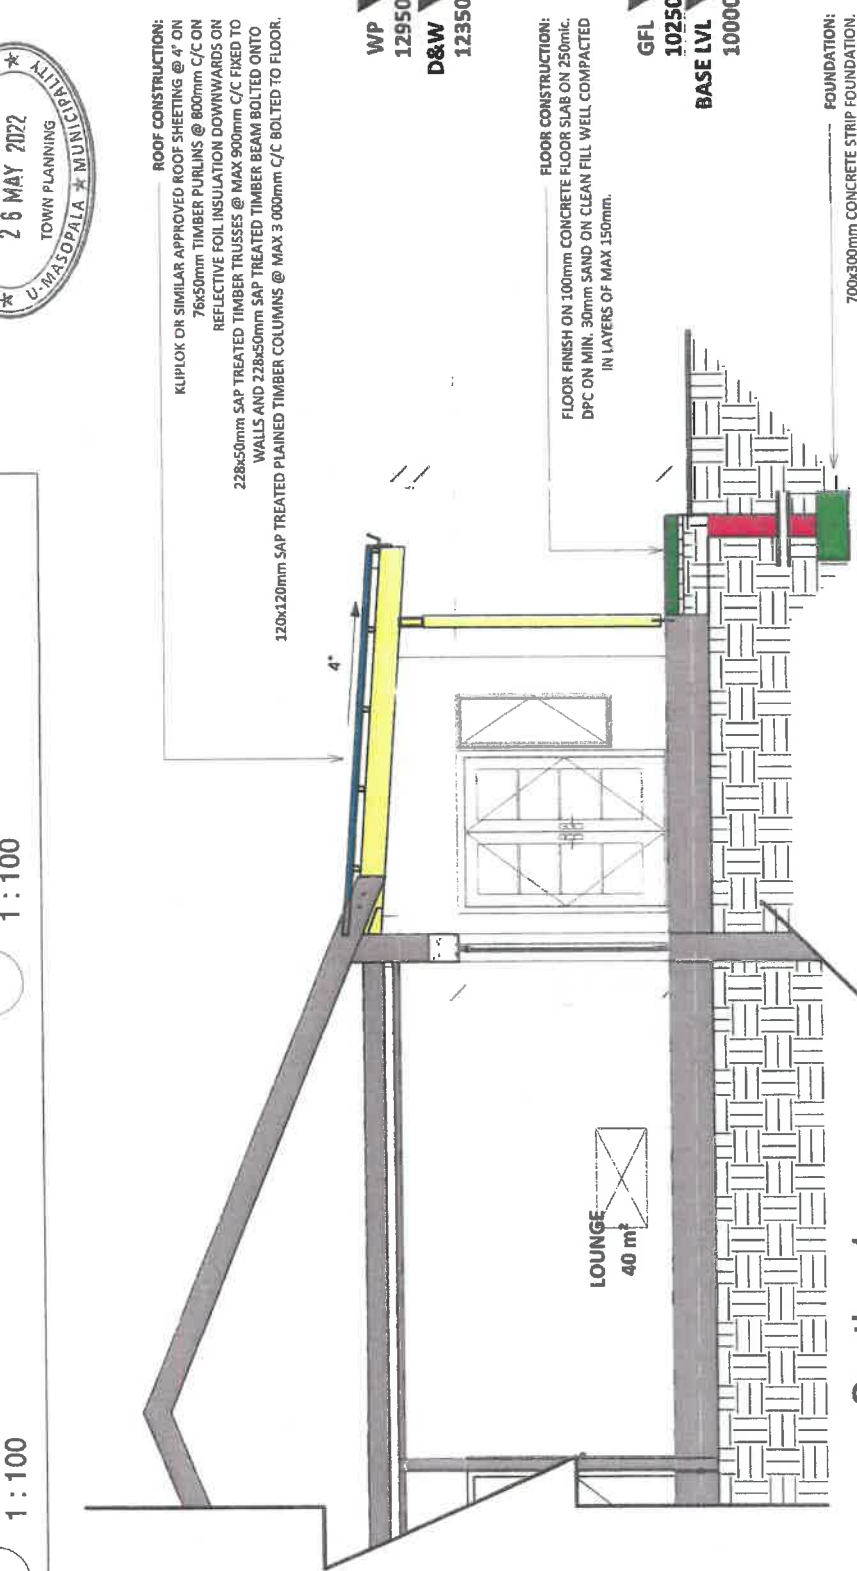 1 : 100
1 : 100
2 6 MAY 2022
TOWN PLANNING
U-MASOPALA ★ MUNICIPALITY
ROOF CONSTRUCTION:
KLIPLOK OR SIMILAR APPROVED ROOF SHEETING @ 4° ON
76x50mm TIMBER PURLINS @ 800mm C/C ON
REFLECTIVE FOIL INSULATION DOWNWARDS ON
228x50mm SAP TREATED TIMBER TRUSSES @ MAX 900mm C/C FIXED TO
WALLS AND 228x50mm SAP TREATED TIMBER BEAM BOLTED ONTO
120x120mm SAP TREATED PLAINED TIMBER COLUMNS @ MAX 3 000mm C/C BOLTED TO FLOOR.
4°
WP
12950
D&W
12350
FLOOR CONSTRUCTION:
FLOOR FINISH ON 100mm CONCRETE FLOOR SLAB ON 250mic.
DPC ON MIN. 30mm SAND ON CLEAN FILL WELL COMPACTED
IN LAYERS OF MAX 150mm.
GFL
10250
BASE LVL
10000
LOUNGE
40 m²
FOUNDATION:
700x300mm CONCRETE STRIP FOUNDATION.